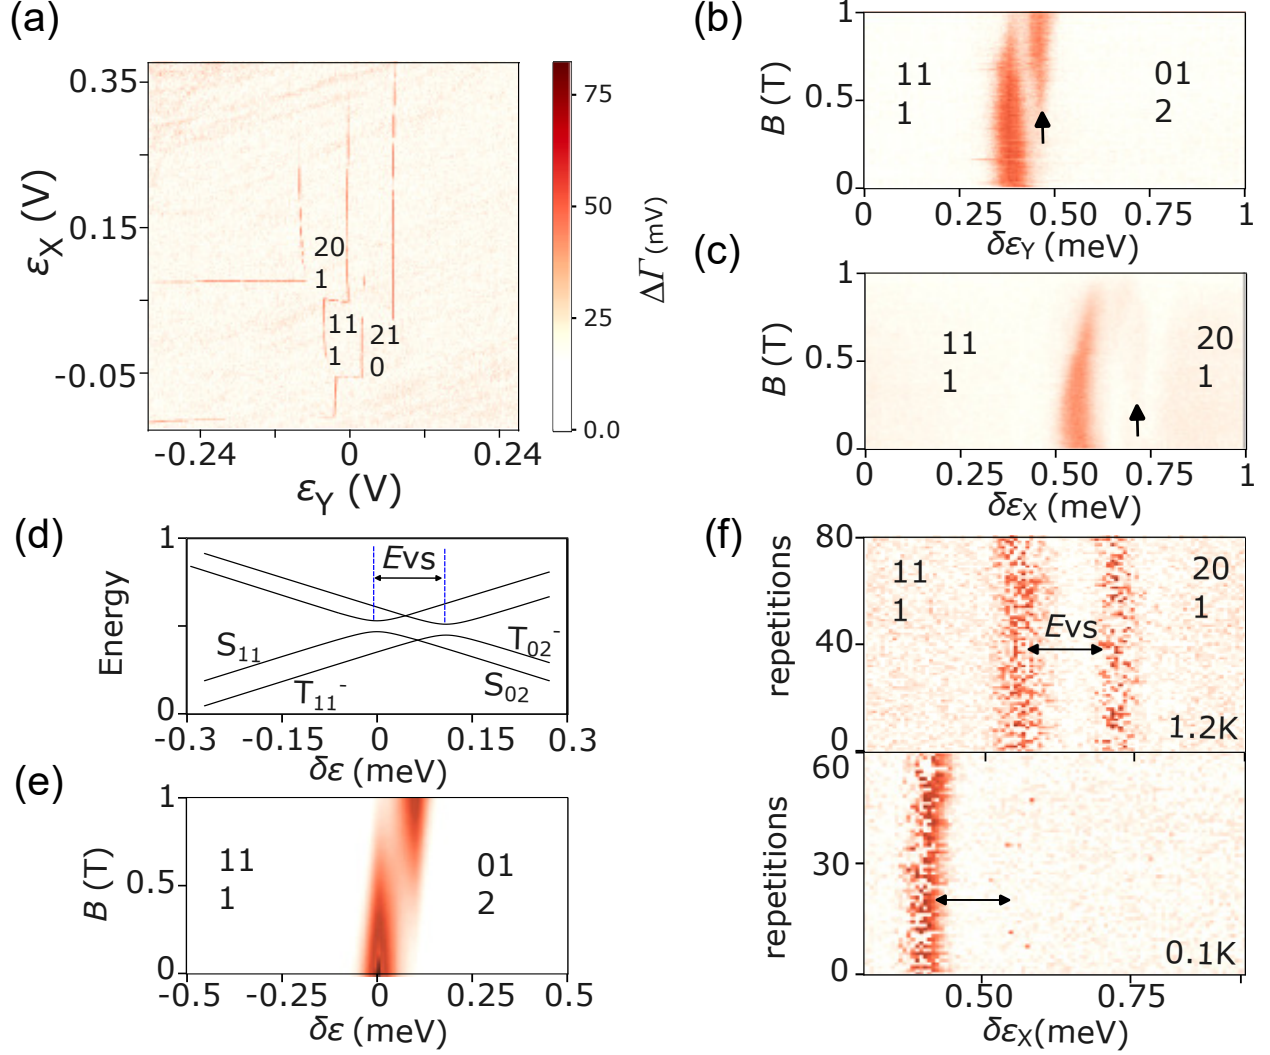 (a)
0.35
0.15
-0.05
εX (V)
20
1
11
1
21
0
-0.24
0
0.24
εY (V)
75
50
25
0.0
ΔΓ (mV)
(b)
1
0.5
0
B (T)
11
1
01
2
0
0.25
0.50
0.75
1
δεY (meV)
(c)
1
0.5
0
B (T)
11
1
20
1
0
0.25
0.50
0.75
1
δεX (meV)
(d)
1
0
Energy
Evs
S11
T11-
T02-
S02
-0.3
-0.15
0
0.15
0.3
δε (meV)
(e)
1
0.5
0
B (T)
11
1
01
2
-0.5
-0.25
0
0.25
0.5
δε (meV)
(f)
80
40
0
repetitions
11
1
20
1
Evs
1.2K
60
30
0
repetitions
0.1K
0.50
0.75
δεX(meV)